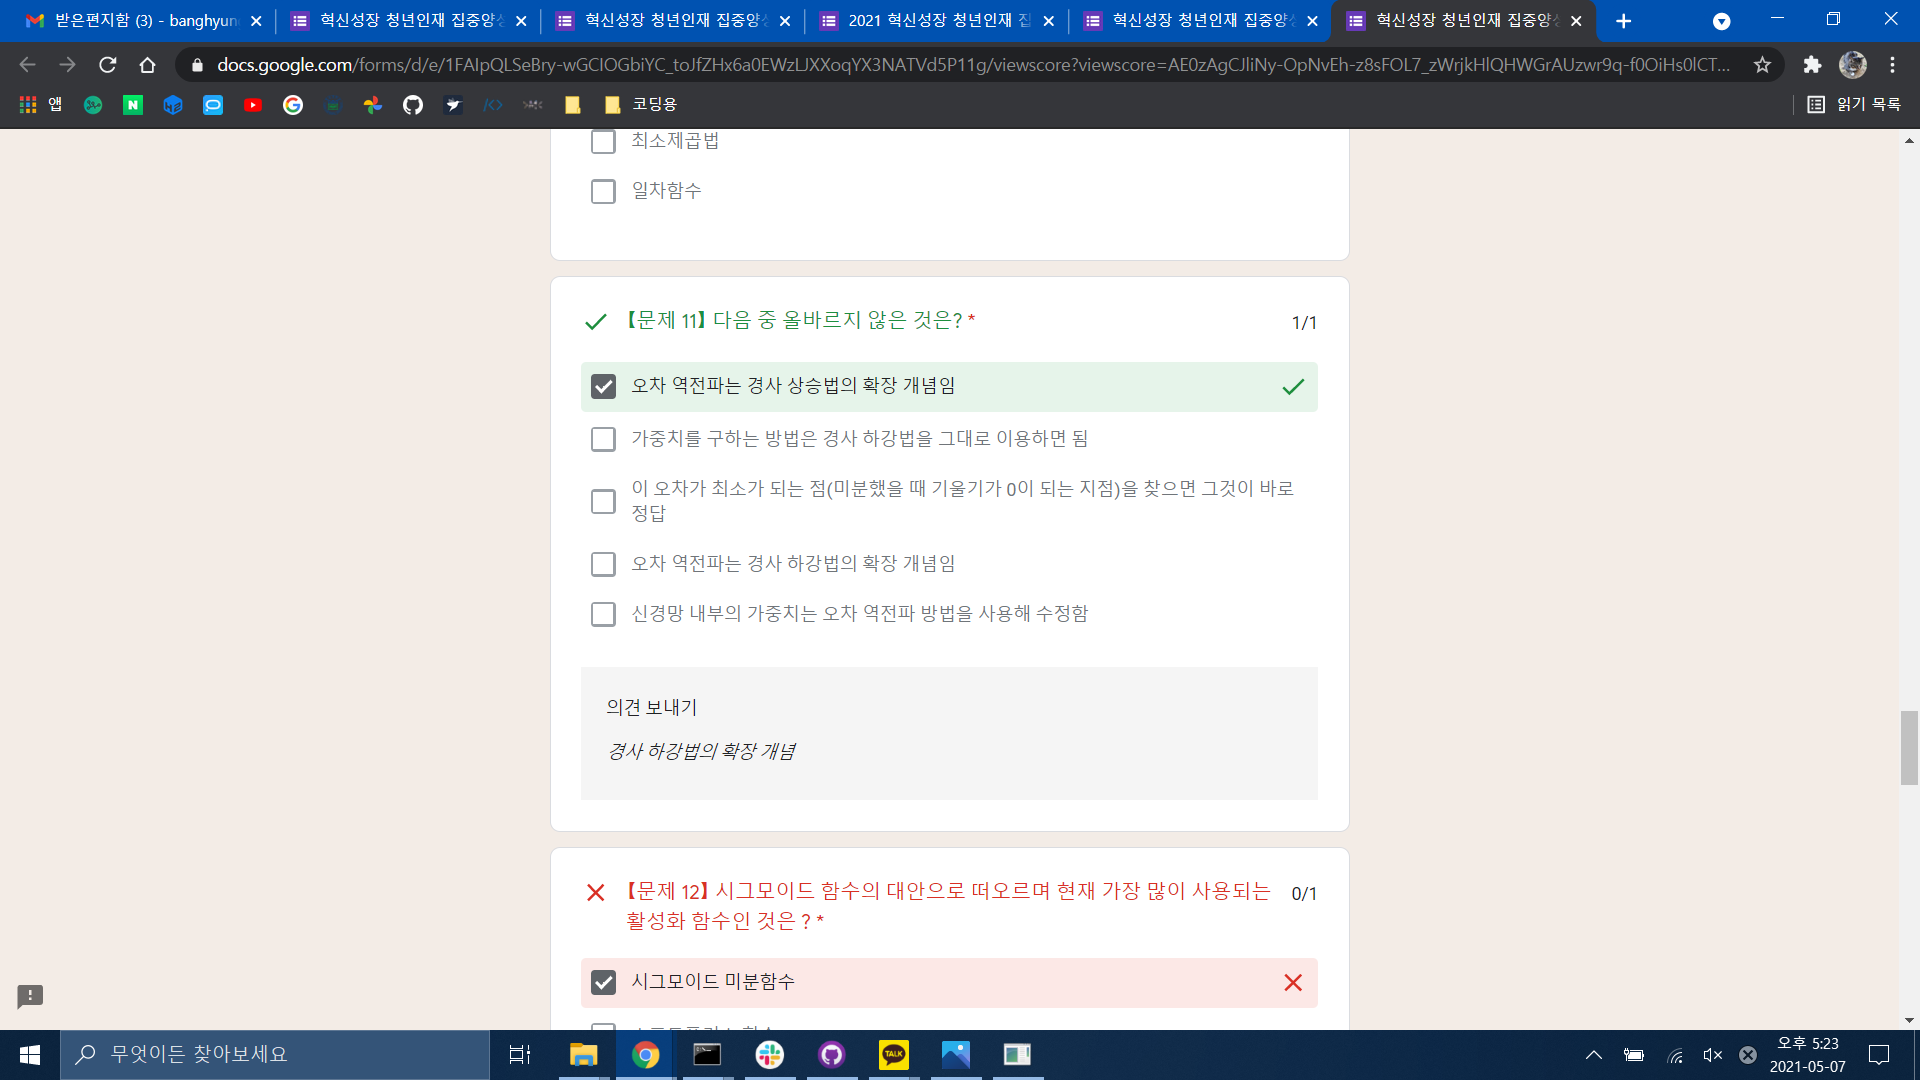 받은편지함 (3) - banghyun
혁신성장 청년인재 집중양성
혁신성장 청년인재 집중양성
2021 혁신성장 청년인재 집
혁신성장 청년인재 집중양성
혁신성장 청년인재 집중양성
docs.google.com/forms/d/e/1FAIpQLSeBry-wGCIOGbiYC_toJfZHx6a0EWzLJXXoqYX3NATVd5P11g/viewscore?viewscore=AE0zAgCJliNy-OpNvEh-z8sFOL7_zWrjkHlQHWGrAUzwr9q-f0OiHs0lCT...
앱
코딩용
읽기 목록
최소제곱법
일차함수
【문제 11】 다음 중 올바르지 않은 것은? *
1/1
오차 역전파는 경사 상승법의 확장 개념임
가중치를 구하는 방법은 경사 하강법을 그대로 이용하면 됨
이 오차가 최소가 되는 점(미분했을 때 기울기가 0이 되는 지점)을 찾으면 그것이 바로
정답
오차 역전파는 경사 하강법의 확장 개념임
신경망 내부의 가중치는 오차 역전파 방법을 사용해 수정함
의견 보내기
경사 하강법의 확장 개념
【문제 12】 시그모이드 함수의 대안으로 떠오르며 현재 가장 많이 사용되는
0/1
활성화 함수인 것은 ? *
시그모이드 미분함수
무엇이든 찾아보세요
TALK
오후 5:23
2021-05-07